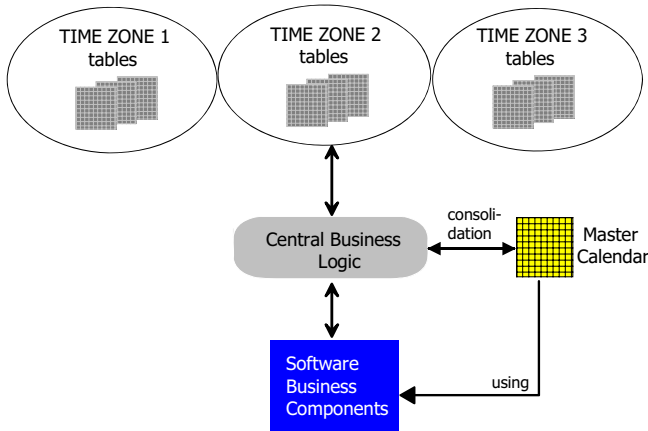 TIME ZONE 1
tables
TIME ZONE 2
tables
TIME ZONE 3
tables
consoli-
dation
Central Business
Logic
Master
Calendar
Software
Business
Components
using